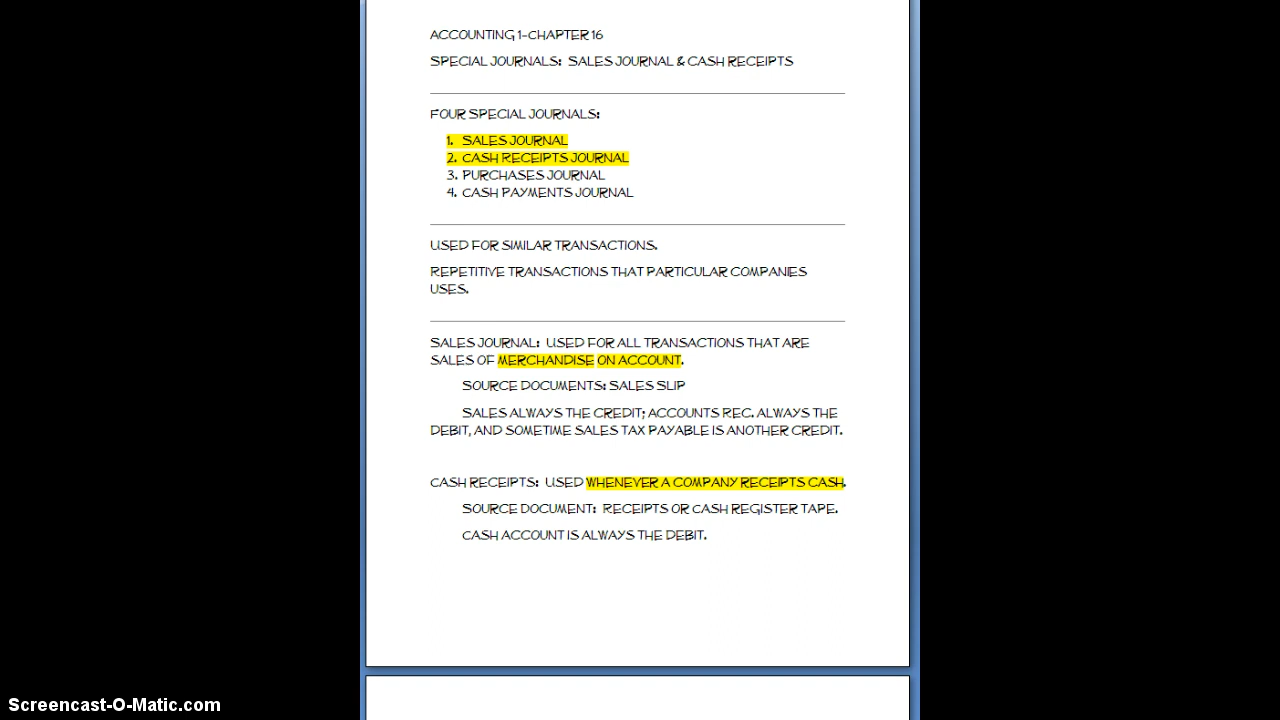 ACCOUNTING 1-CHAPTER 16
SPECIAL JOURNALS: SALES JOURNAL & CASH RECEIPTS
FOUR SPECIAL JOURNALS:
1. SALES JOURNAL
2. CASH RECEIPTS JOURNAL
3. PURCHASES JOURNAL
4. CASH PAYMENTS JOURNAL
USED FOR SIMILAR TRANSACTIONS.
REPETITIVE TRANSACTIONS THAT PARTICULAR COMPANIES
USES.
SALES JOURNAL: USED FOR ALL TRANSACTIONS THAT ARE
SALES OF MERCHANDISE ON ACCOUNT.
SOURCE DOCUMENTS: SALES SLIP
SALES ALWAYS THE CREDIT; ACCOUNTS REC. ALWAYS THE
DEBIT, AND SOMETIME SALES TAX PAYABLE IS ANOTHER CREDIT.
CASH RECEIPTS: USED WHENEVER A COMPANY RECEIPTS CASH.
SOURCE DOCUMENT: RECEIPTS OR CASH REGISTER TAPE.
CASH ACCOUNT IS ALWAYS THE DEBIT.
Screencast-O-Matic.com